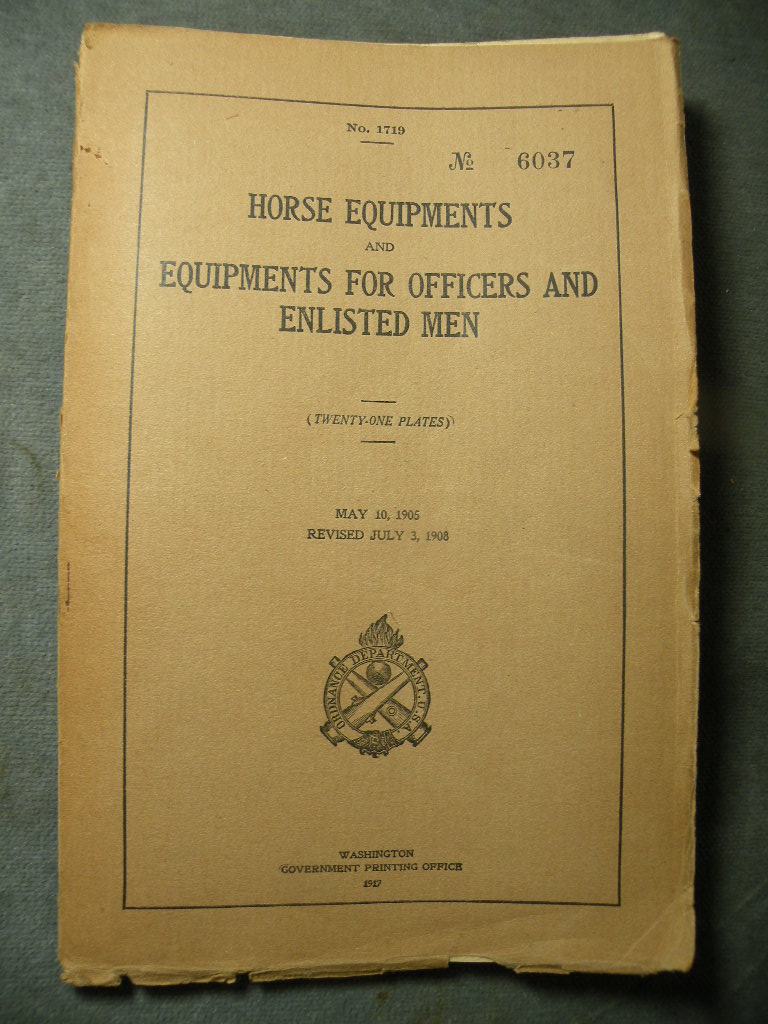 No. 1719
№ 6037
HORSE EQUIPMENTS
AND
EQUIPMENTS FOR OFFICERS AND
ENLISTED MEN
(TWENTY-ONE PLATES)
MAY 10, 1905
REVISED JULY 3, 1908
ORDNANCE DEPARTMENT. U.S.A.
WASHINGTON
GOVERNMENT PRINTING OFFICE
1917